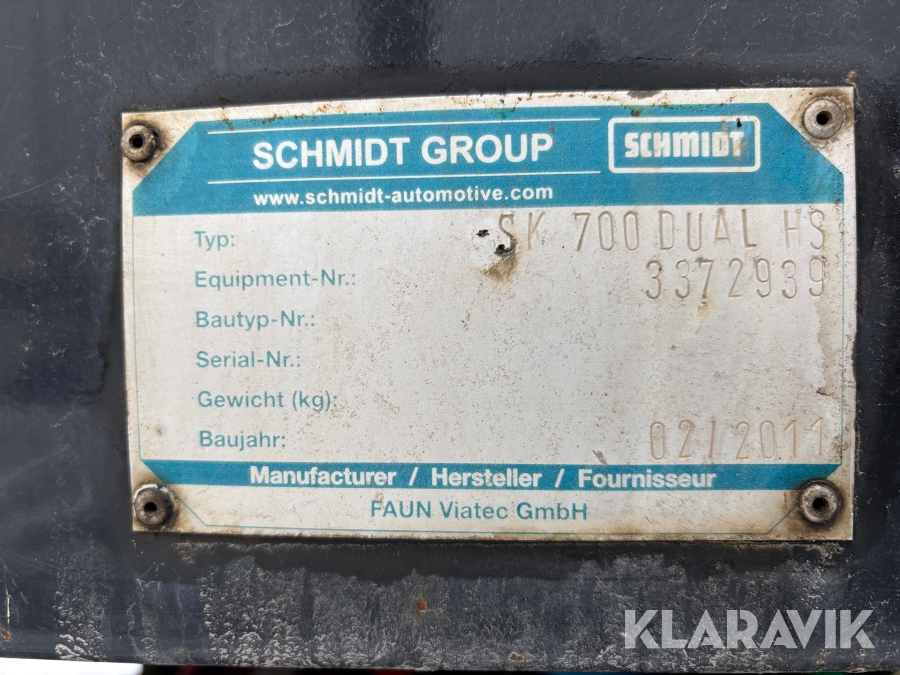 SCHMIDT GROUP
SCHMIDT
www.schmidt-automotive.com
Typ: SK 700 DUAL HS
Equipment-Nr.: 3372939
Bautyp-Nr.:
Serial-Nr.:
Gewicht (kg):
Baujahr: 02/2011
Manufacturer / Hersteller / Fournisseur
FAUN Viatec GmbH
KLARAVIK